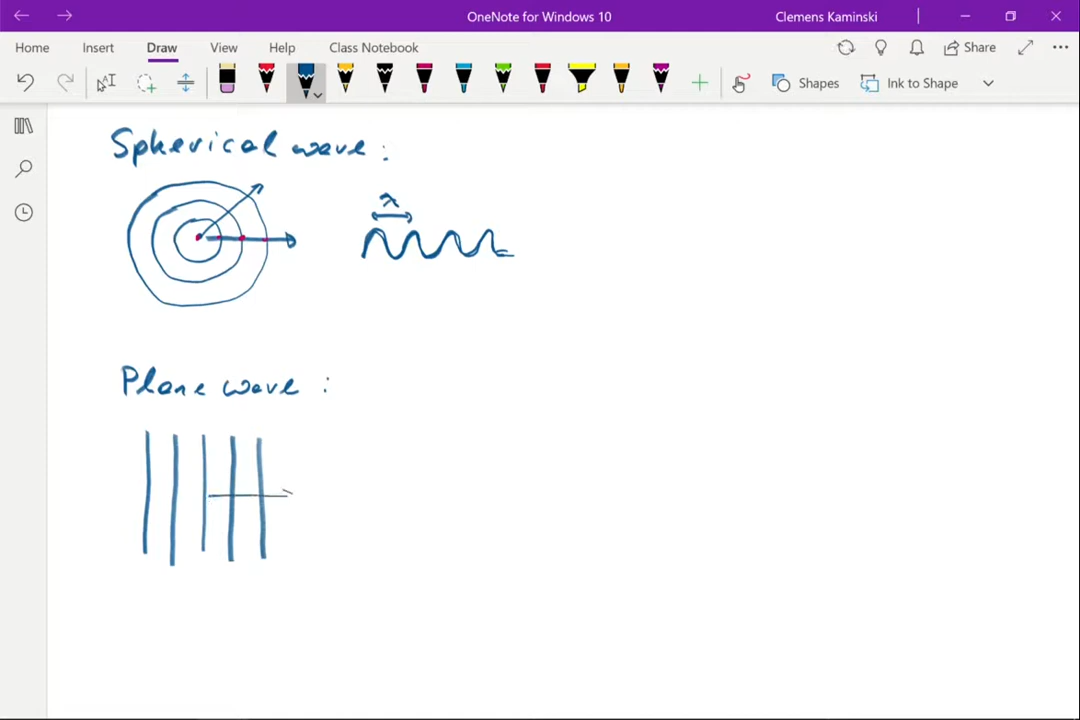 OneNote for Windows 10
Clemens Kaminski
Home Insert Draw View Help Class Notebook
Share
Shapes
Ink to Shape
Spherical wave:
λ
Plane wave: